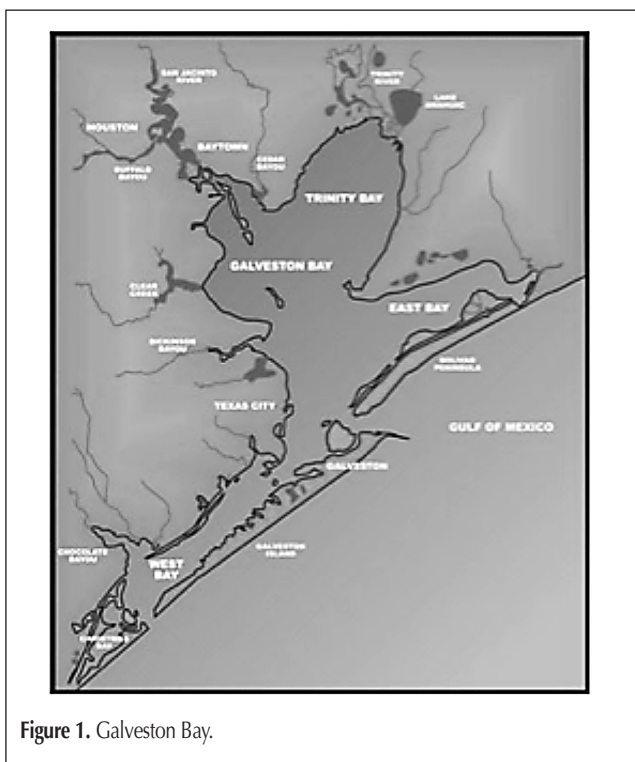 SAN JACINTO
RIVER
TRINITY
RIVER
LAKE
ANAHUAC
HOUSTON
BAYTOWN
BUFFALO
BAYOU
CEDAR
BAYOU
TRINITY BAY
GALVESTON BAY
CLEAR
CREEK
EAST BAY
DICKINSON
BAYOU
BOLIVAR
PENINSULA
TEXAS CITY
GULF OF MEXICO
GALVESTON
GALVESTON
ISLAND
CHOCOLATE
BAYOU
WEST
BAY
BAY
Figure 1. Galveston Bay.